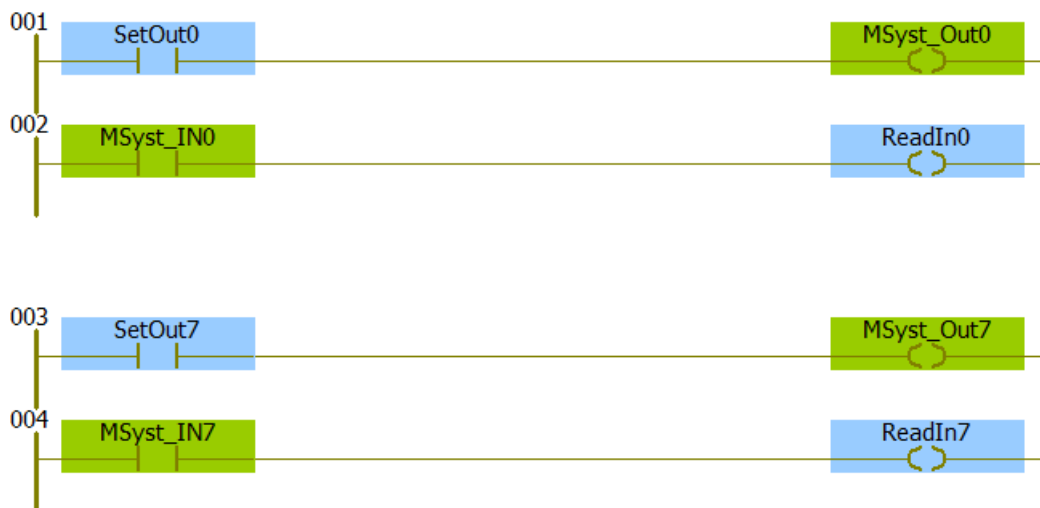 001
SetOut0 MSyst_Out0
002
MSyst_IN0 ReadIn0
003
SetOut7 MSyst_Out7
004
MSyst_IN7 ReadIn7